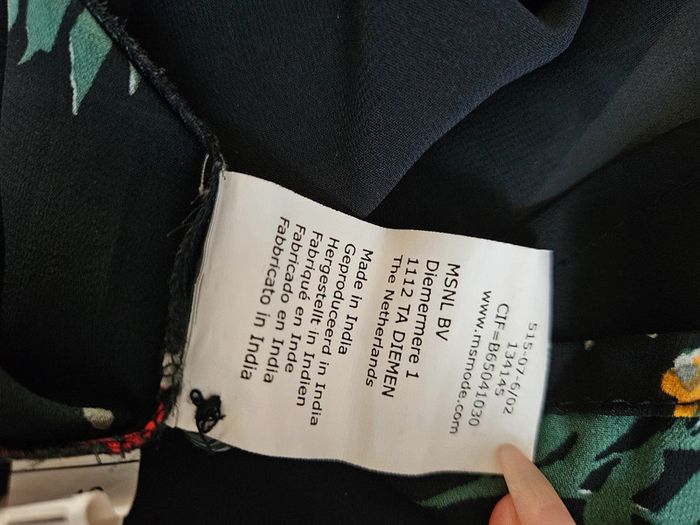 515-07-6/02
134145
CIF=B65041030
www.msmode.com
MSNL BV
Diemermere 1
1112 TA DIEMEN
The Netherlands
Made in India
Geproduceerd in India
Hergestellt in Indien
Fabriqué en Inde
Fabricado en India
Fabbricato in India